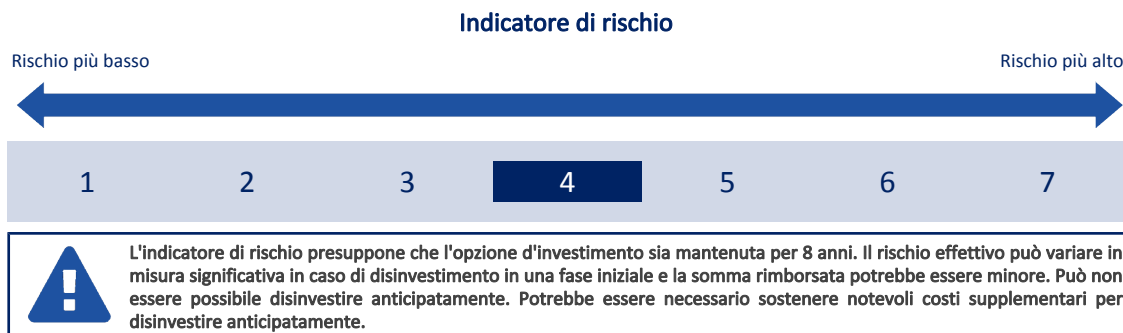 Indicatore di rischio
Rischio più basso
Rischio più alto
1 2 3 4 5 6 7
L'indicatore di rischio presuppone che l'opzione d'investimento sia mantenuta per 8 anni. Il rischio effettivo può variare in
misura significativa in caso di disinvestimento in una fase iniziale e la somma rimborsata potrebbe essere minore. Può non
essere possibile disinvestire anticipatamente. Potrebbe essere necessario sostenere notevoli costi supplementari per
disinvestire anticipatamente.